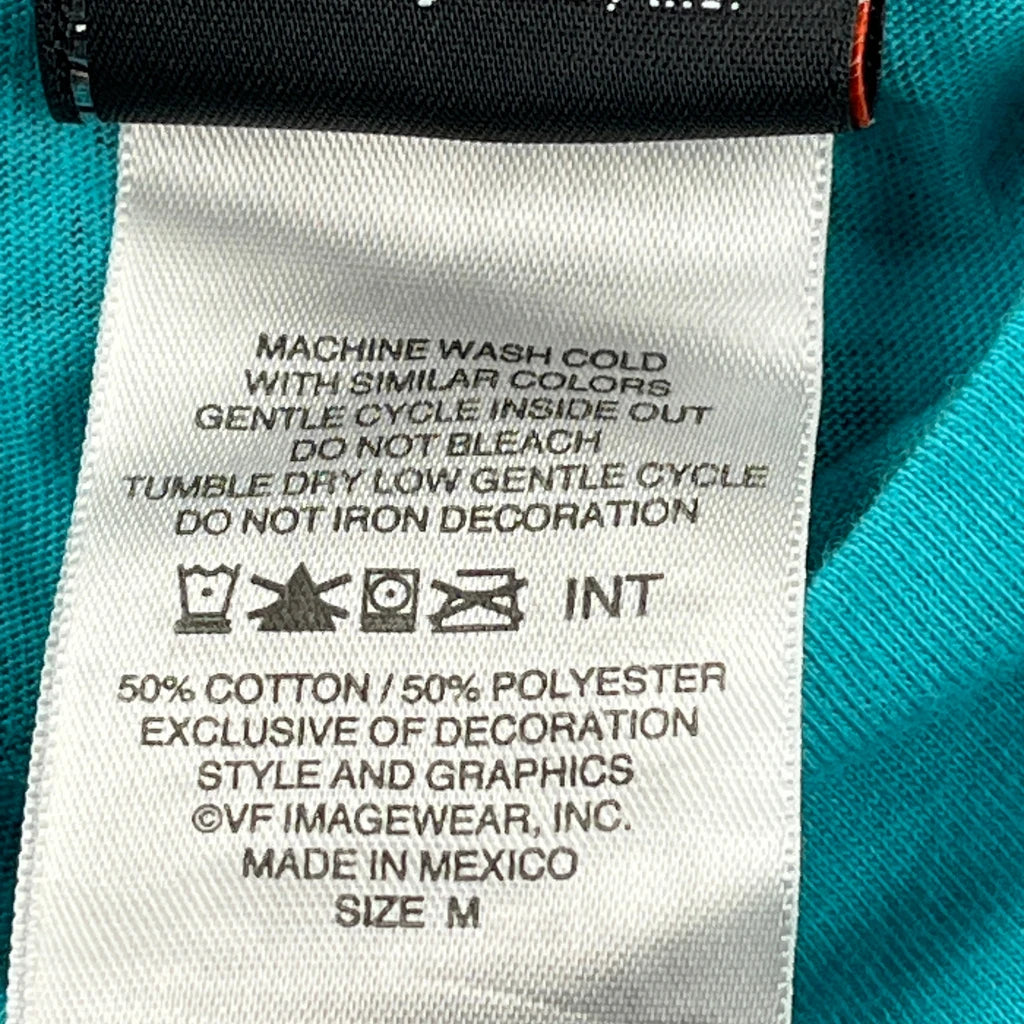 MACHINE WASH COLD
WITH SIMILAR COLORS
GENTLE CYCLE INSIDE OUT
DO NOT BLEACH
TUMBLE DRY LOW GENTLE CYCLE
DO NOT IRON DECORATION
INT
50% COTTON / 50% POLYESTER
EXCLUSIVE OF DECORATION
STYLE AND GRAPHICS
©VF IMAGEWEAR, INC.
MADE IN MEXICO
SIZE M